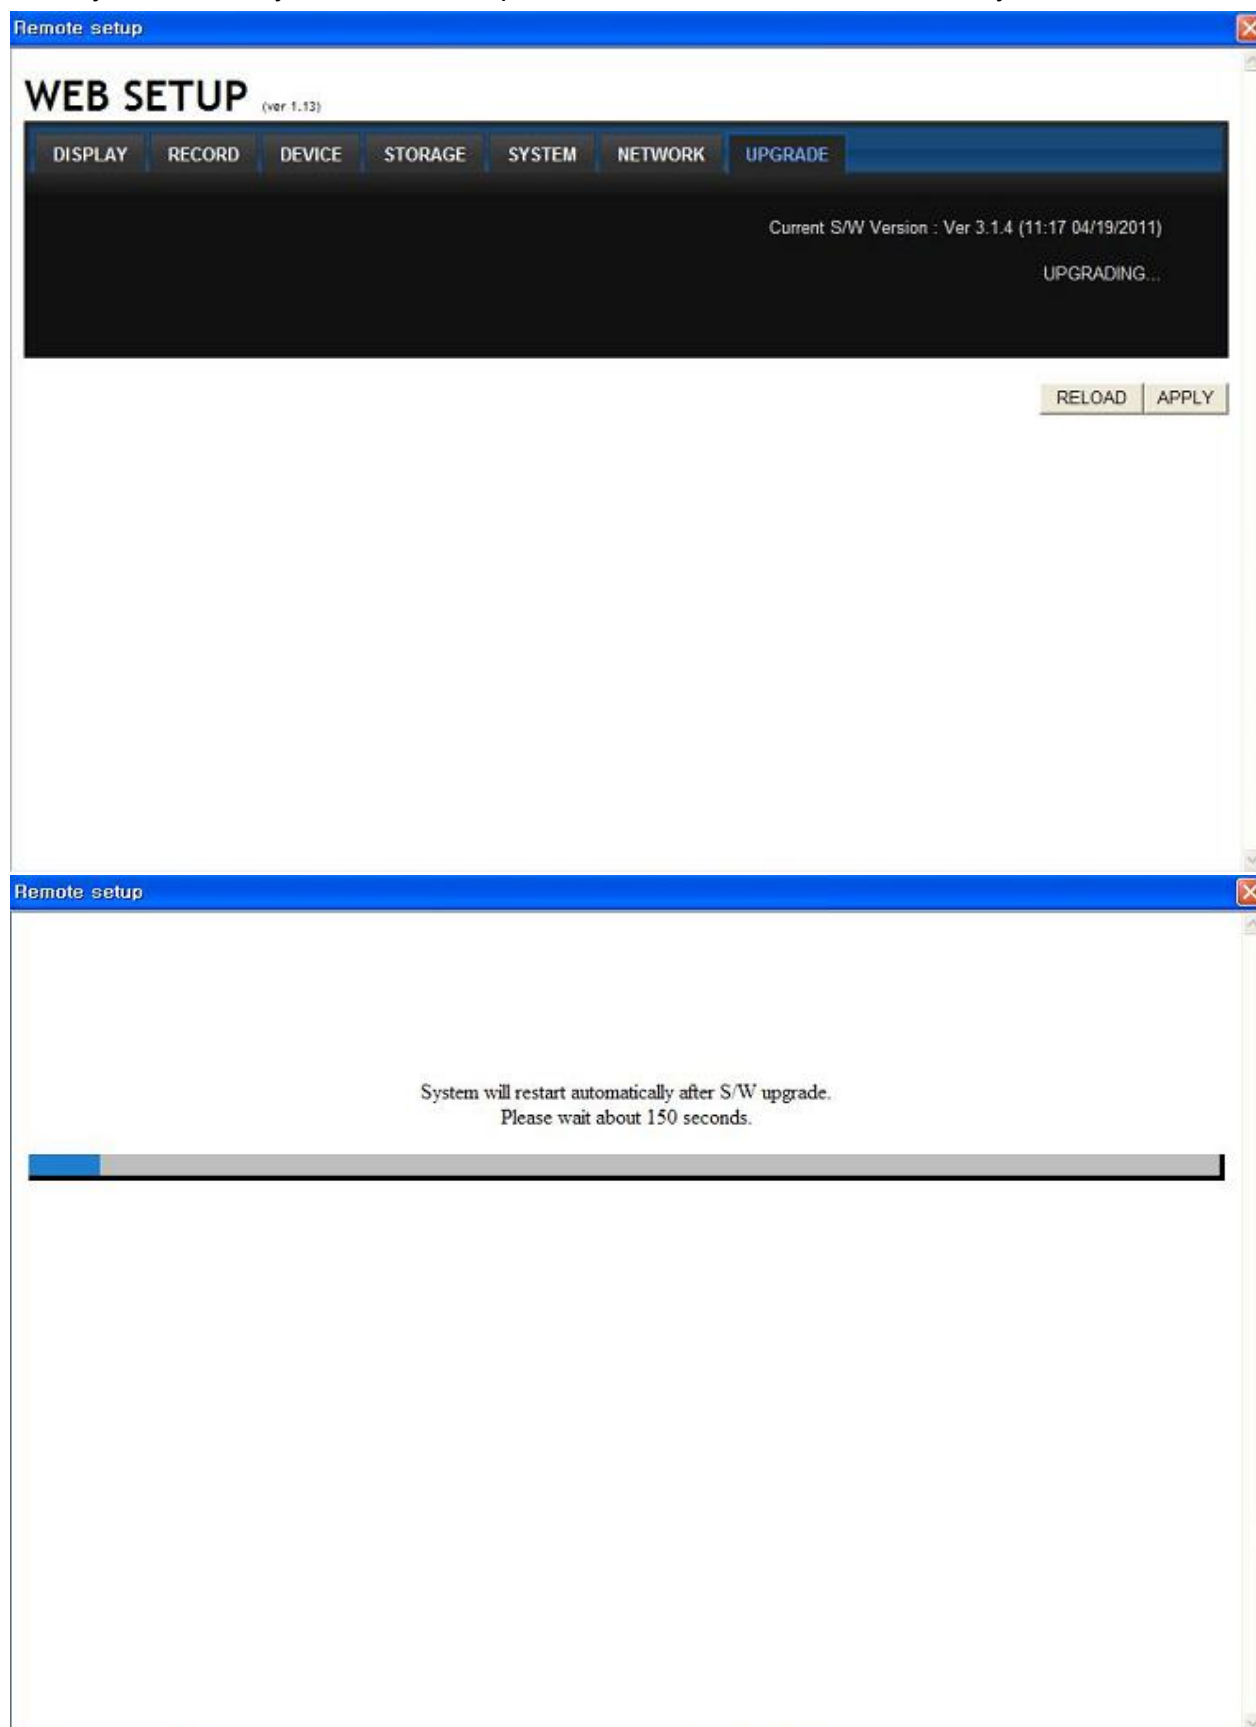 Remote setup
WEB SETUP (ver 1.13)
DISPLAY RECORD DEVICE STORAGE SYSTEM NETWORK UPGRADE
Current S/W Version : Ver 3.1.4 (11:17 04/19/2011)
UPGRADING...
RELOAD APPLY
Remote setup
System will restart automatically after S/W upgrade.
Please wait about 150 seconds.